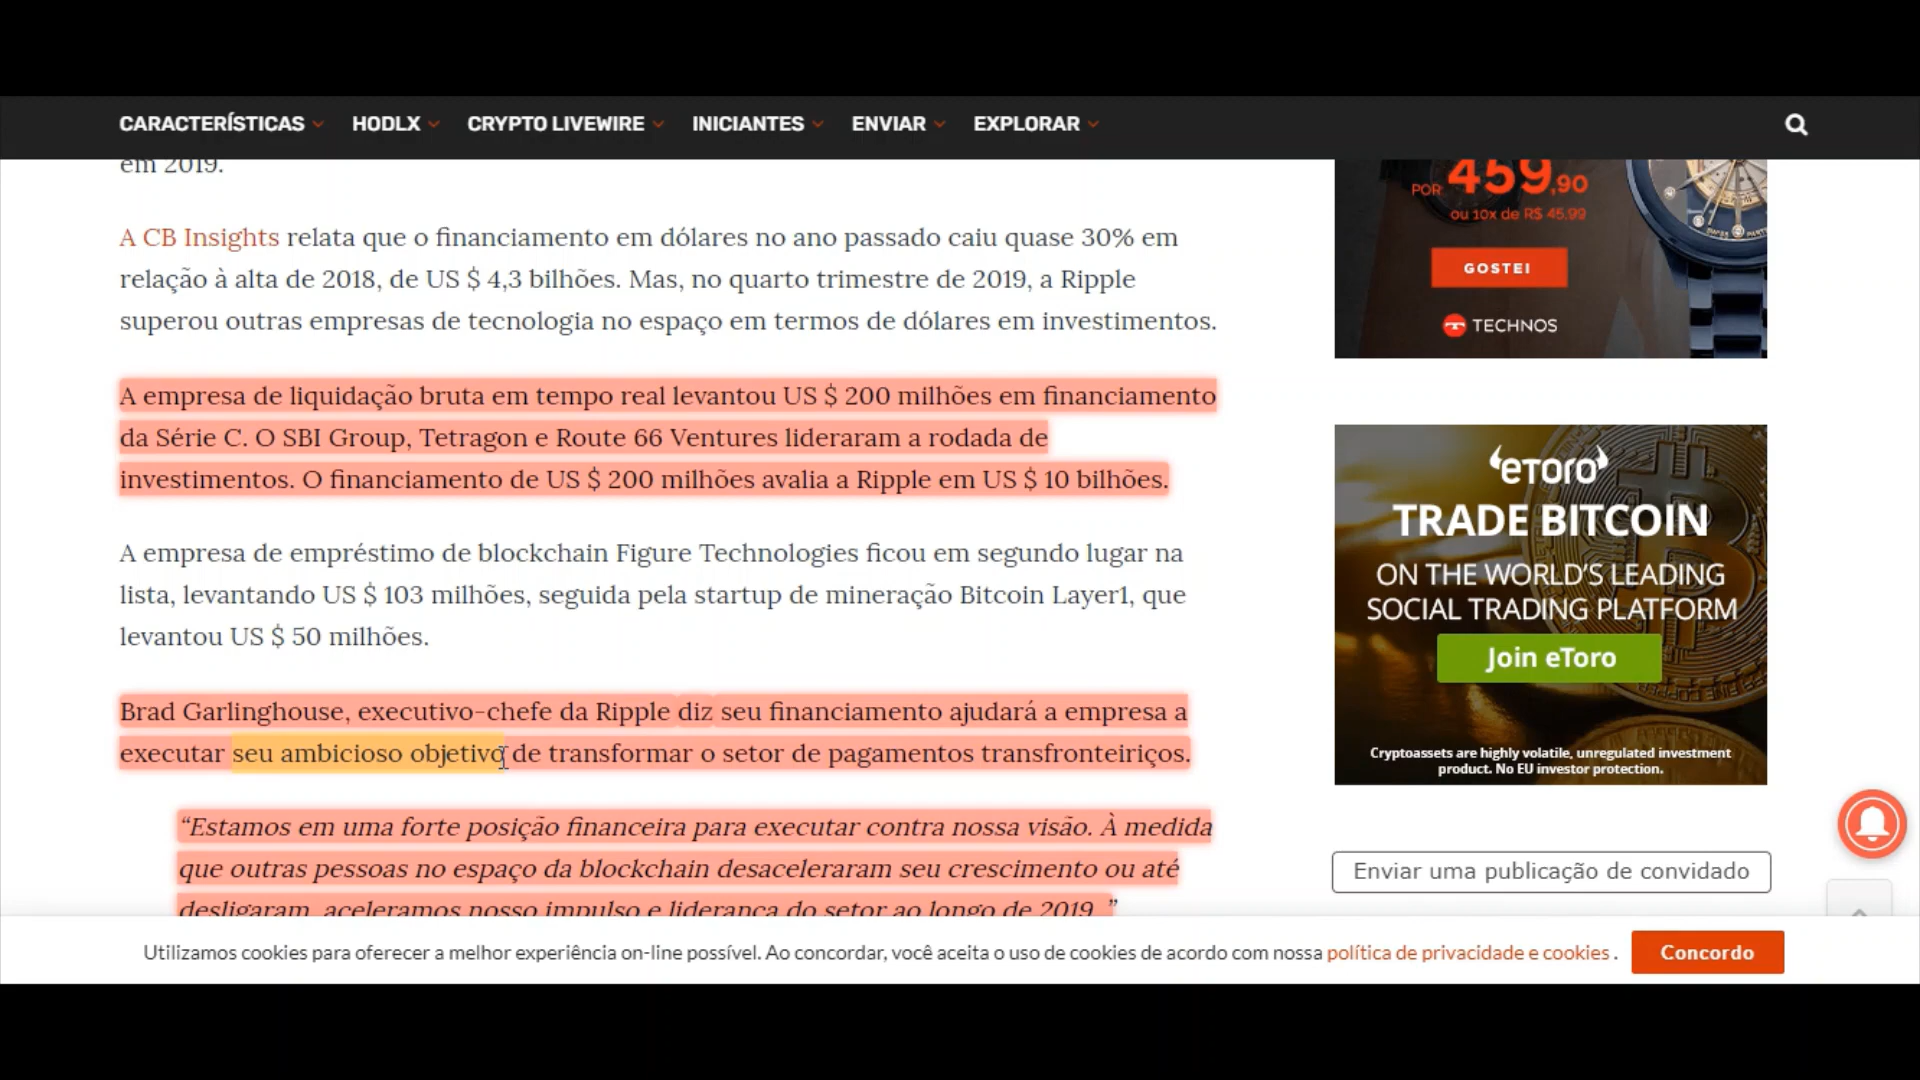 CARACTERÍSTICAS HODLX CRYPTO LIVEWIRE INICIANTES ENVIAR EXPLORAR
em 2019.
A CB Insights relata que o financiamento em dólares no ano passado caiu quase 30% em
relação à alta de 2018, de US $ 4,3 bilhões. Mas, no quarto trimestre de 2019, a Ripple
superou outras empresas de tecnologia no espaço em termos de dólares em investimentos.
A empresa de liquidação bruta em tempo real levantou US $ 200 milhões em financiamento
da Série C. O SBI Group, Tetragon e Route 66 Ventures lideraram a rodada de
investimentos. O financiamento de US $ 200 milhões avalia a Ripple em US $ 10 bilhões.
A empresa de empréstimo de blockchain Figure Technologies ficou em segundo lugar na
lista, levantando US $ 103 milhões, seguida pela startup de mineração Bitcoin Layer1, que
levantou US $ 50 milhões.
Brad Garlinghouse, executivo-chefe da Ripple diz seu financiamento ajudará a empresa a
executar seu ambicioso objetivo de transformar o setor de pagamentos transfronteiriços.
“Estamos em uma forte posição financeira para executar contra nossa visão. À medida
que outras pessoas no espaço da blockchain desaceleraram seu crescimento ou até
desligaram, aceleramos nosso impulso e liderança do setor ao longo de 2019. ”
POR 459,90
ou 10x de R$ 45,99
GOSTEI
TECHNOS
eToro
TRADE BITCOIN
ON THE WORLD'S LEADING
SOCIAL TRADING PLATFORM
Join eToro
Cryptoassets are highly volatile, unregulated investment
product. No EU investor protection.
Enviar uma publicação de convidado
Utilizamos cookies para oferecer a melhor experiência on-line possível. Ao concordar, você aceita o uso de cookies de acordo com nossa política de privacidade e cookies .
Concordo